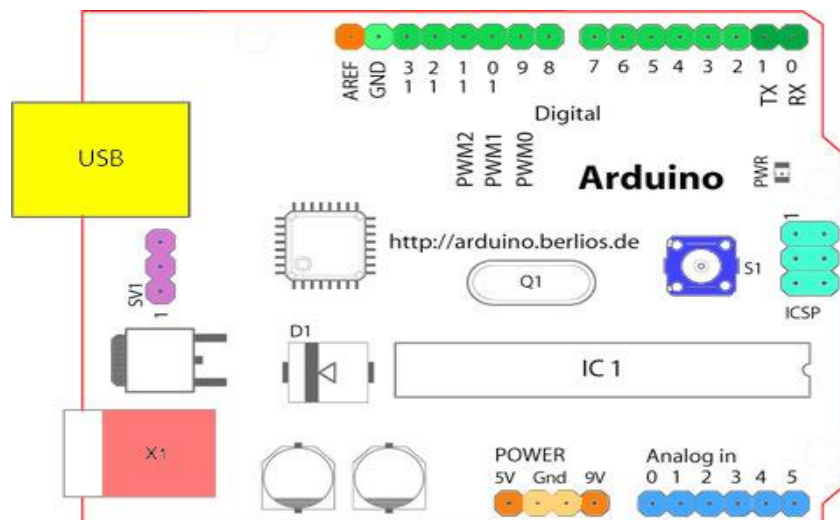 AREF GND 13 12 11 10 9 8 7 6 5 4 3 2 1 0
TX RX
Digital
USB
PWM2 PWM1 PWM0
Arduino
PWR
1
http://arduino.berlios.de
S1
Q1
SV1
1
ICSP
D1
IC 1
X1
POWER
5V Gnd 9V
Analog in
0 1 2 3 4 5